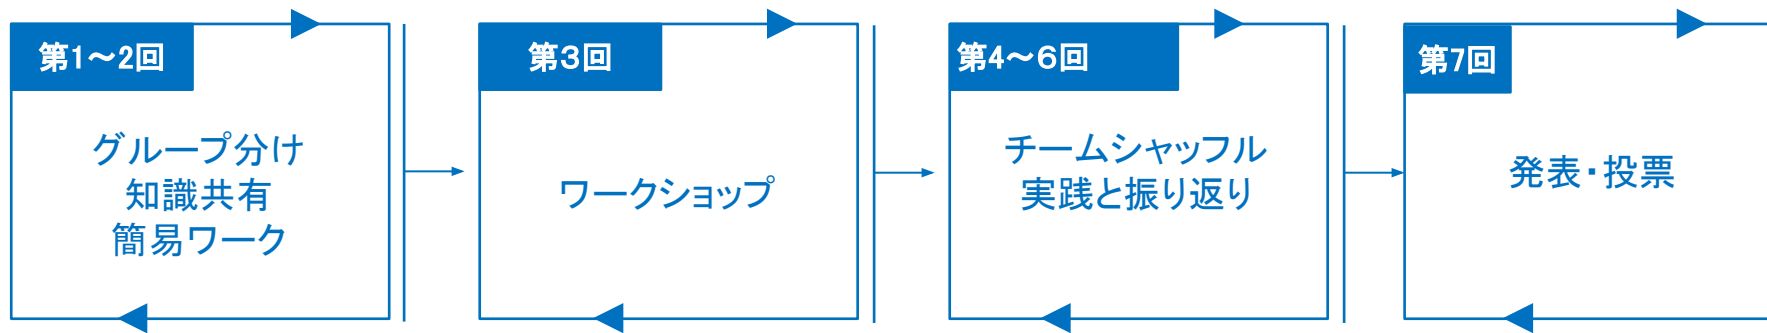 第1～2回
グループ分け
知識共有
簡易ワーク
第３回
ワークショップ
第4～６回
チームシャッフル
実践と振り返り
第7回
発表・投票